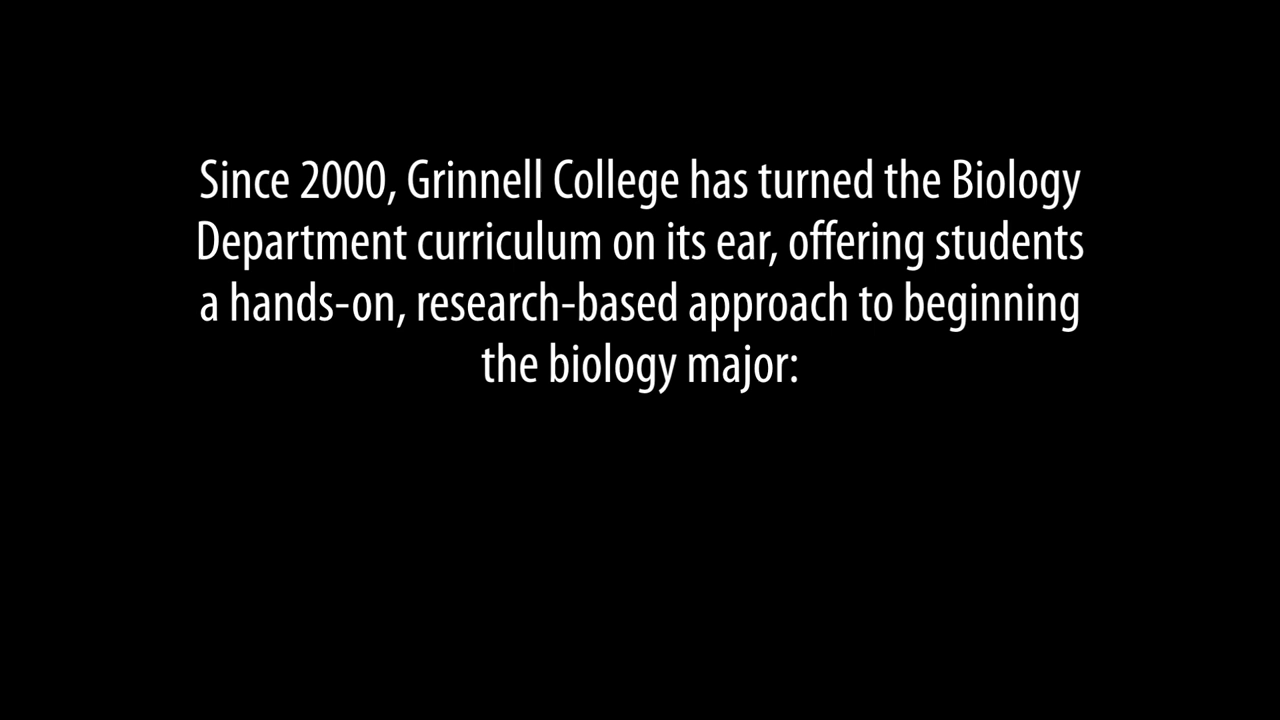 Since 2000, Grinnell College has turned the Biology
Department curriculum on its ear, offering students
a hands-on, research-based approach to beginning
the biology major: